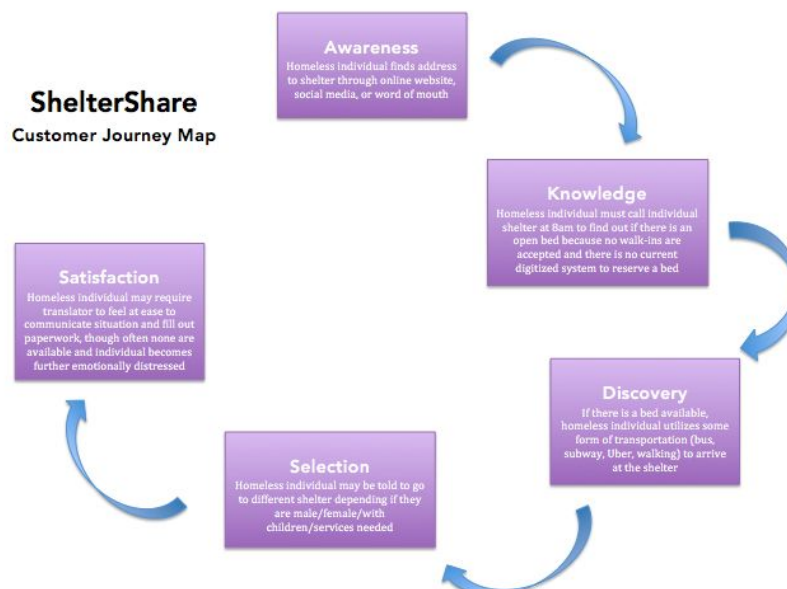 ShelterShare
Customer Journey Map
Awareness
Homeless individual finds address
to shelter through online website,
social media, or word of mouth
Knowledge
Homeless individual must call individual
shelter at 8am to find out if there is an
open bed because no walk-ins are
accepted and there is no current
digitized system to reserve a bed
Discovery
If there is a bed available,
homeless individual utilizes some
form of transportation (bus,
subway, Uber, walking) to arrive
at the shelter
Selection
Homeless individual may be told to go
to different shelter depending if they
are male/female/with
children/services needed
Satisfaction
Homeless individual may require
translator to feel at ease to
communicate situation and fill out
paperwork, though often none are
available and individual becomes
further emotionally distressed